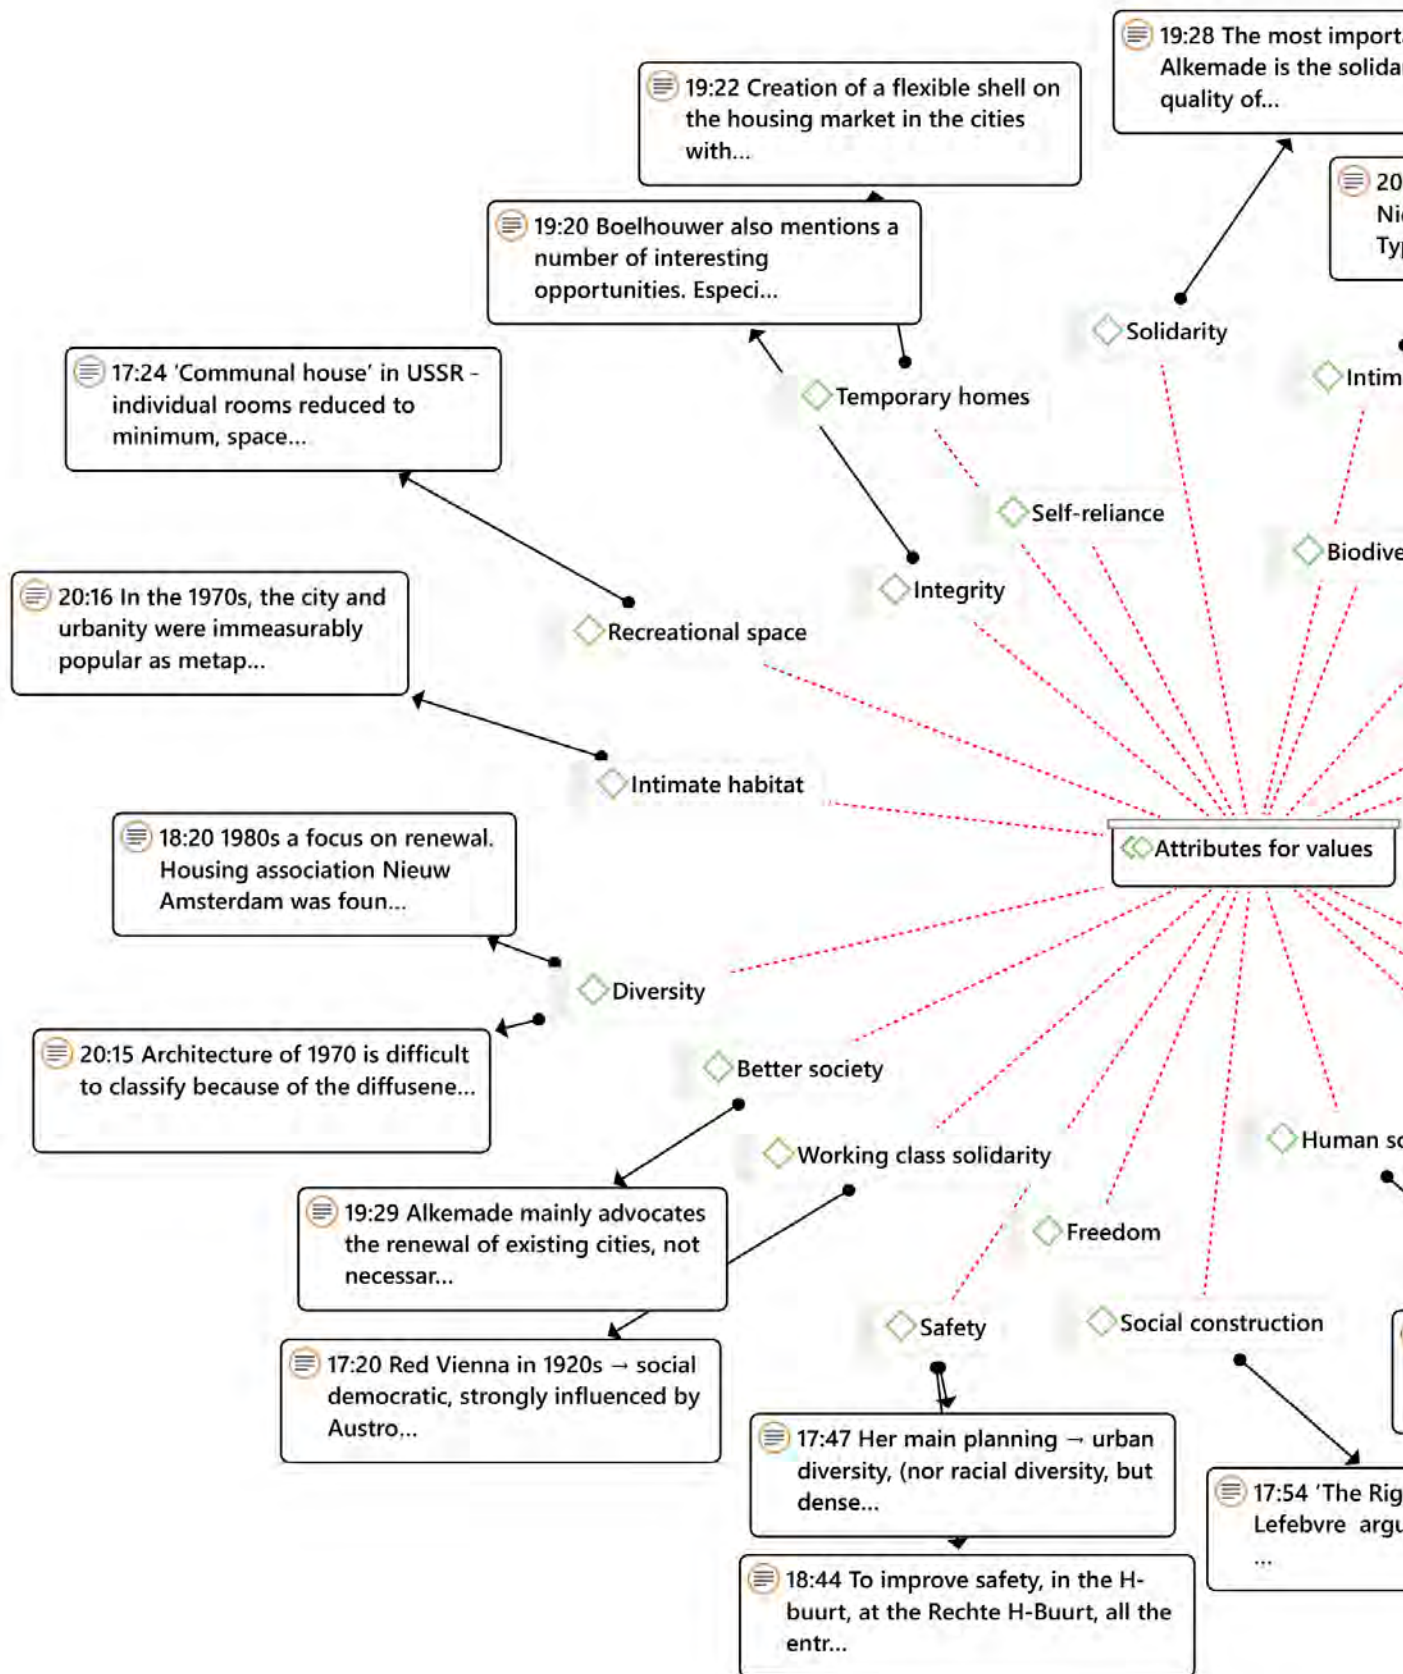 19:28 The most import
Alkemade is the solida
quality of...
19:22 Creation of a flexible shell on
the housing market in the cities
with...
20
Typ
19:20 Boelhouwer also mentions a
number of interesting
opportunities. Especi...
Solidarity
17:24 ‘Communal house’ in USSR -
individual rooms reduced to
minimum, space...
Intim
Temporary homes
Self-reliance
Biodive
Integrity
20:16 In the 1970s, the city and
urbanity were immeasurably
popular as metap...
Recreational space
Intimate habitat
18:20 1980s a focus on renewal.
Housing association Nieuw
Amsterdam was foun...
Attributes for values
Diversity
20:15 Architecture of 1970 is difficult
to classify because of the diffusene...
Better society
Working class solidarity
Human so
19:29 Alkemade mainly advocates
the renewal of existing cities, not
necessar...
Freedom
Safety
Social construction
17:20 Red Vienna in 1920s → social
democratic, strongly influenced by
Austro...
17:47 Her main planning → urban
diversity, (nor racial diversity, but
dense...
17:54 ‘The Rig
Lefebvre argu
...
18:44 To improve safety, in the H-
buurt, at the Rechte H-Buurt, all the
entr...